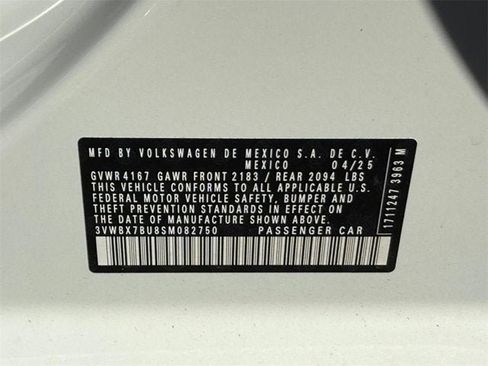 MFD BY VOLKSWAGEN DE MEXICO S.A. DE C.V.
MEXICO 04/25
GVWR 4167 GAWR FRONT 2183 / REAR 2094 LBS
THIS VEHICLE CONFORMS TO ALL APPLICABLE U.S.
FEDERAL MOTOR VEHICLE SAFETY, BUMPER AND
THEFT PREVENTION STANDARDS IN EFFECT ON
THE DATE OF MANUFACTURE SHOWN ABOVE.
3VWBX7BU8SM082750 PASSENGER CAR
1711247 3963 M